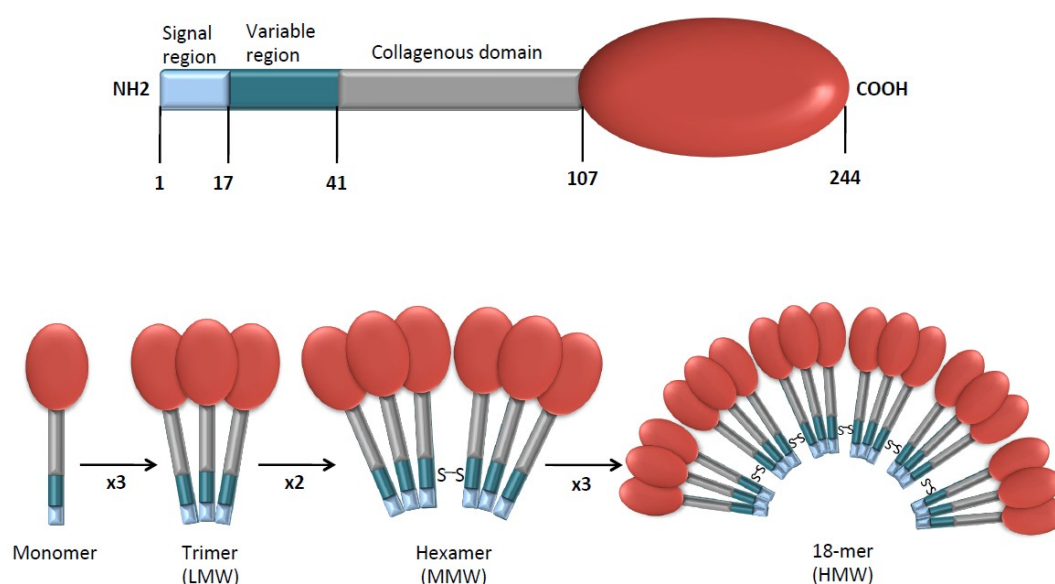 Signal
region
Variable
region
Collagenous domain
NH2
COOH
1
17
41
107
244
x3
x2
S-S
x3
S-S
S-S
S-S
S-S
S-S
Monomer
Trimer
(LMW)
Hexamer
(MMW)
18-mer
(HMW)